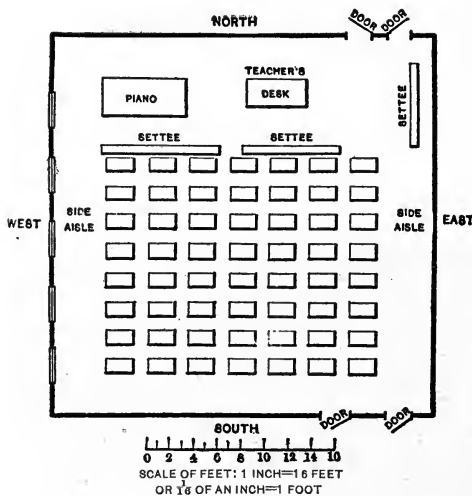 NORTH
DOOR DOOR
TEACHER'S
DESK
PIANO
SETTEE
SETTEE
SETTEE
WEST
SIDE
AISLE
SIDE
AISLE
EAST
DOOR
DOOR
SOUTH
0 2 4 6 8 10 12 14 16
SCALE OF FEET: 1 INCH=16 FEET
OR 1/16 OF AN INCH=1 FOOT